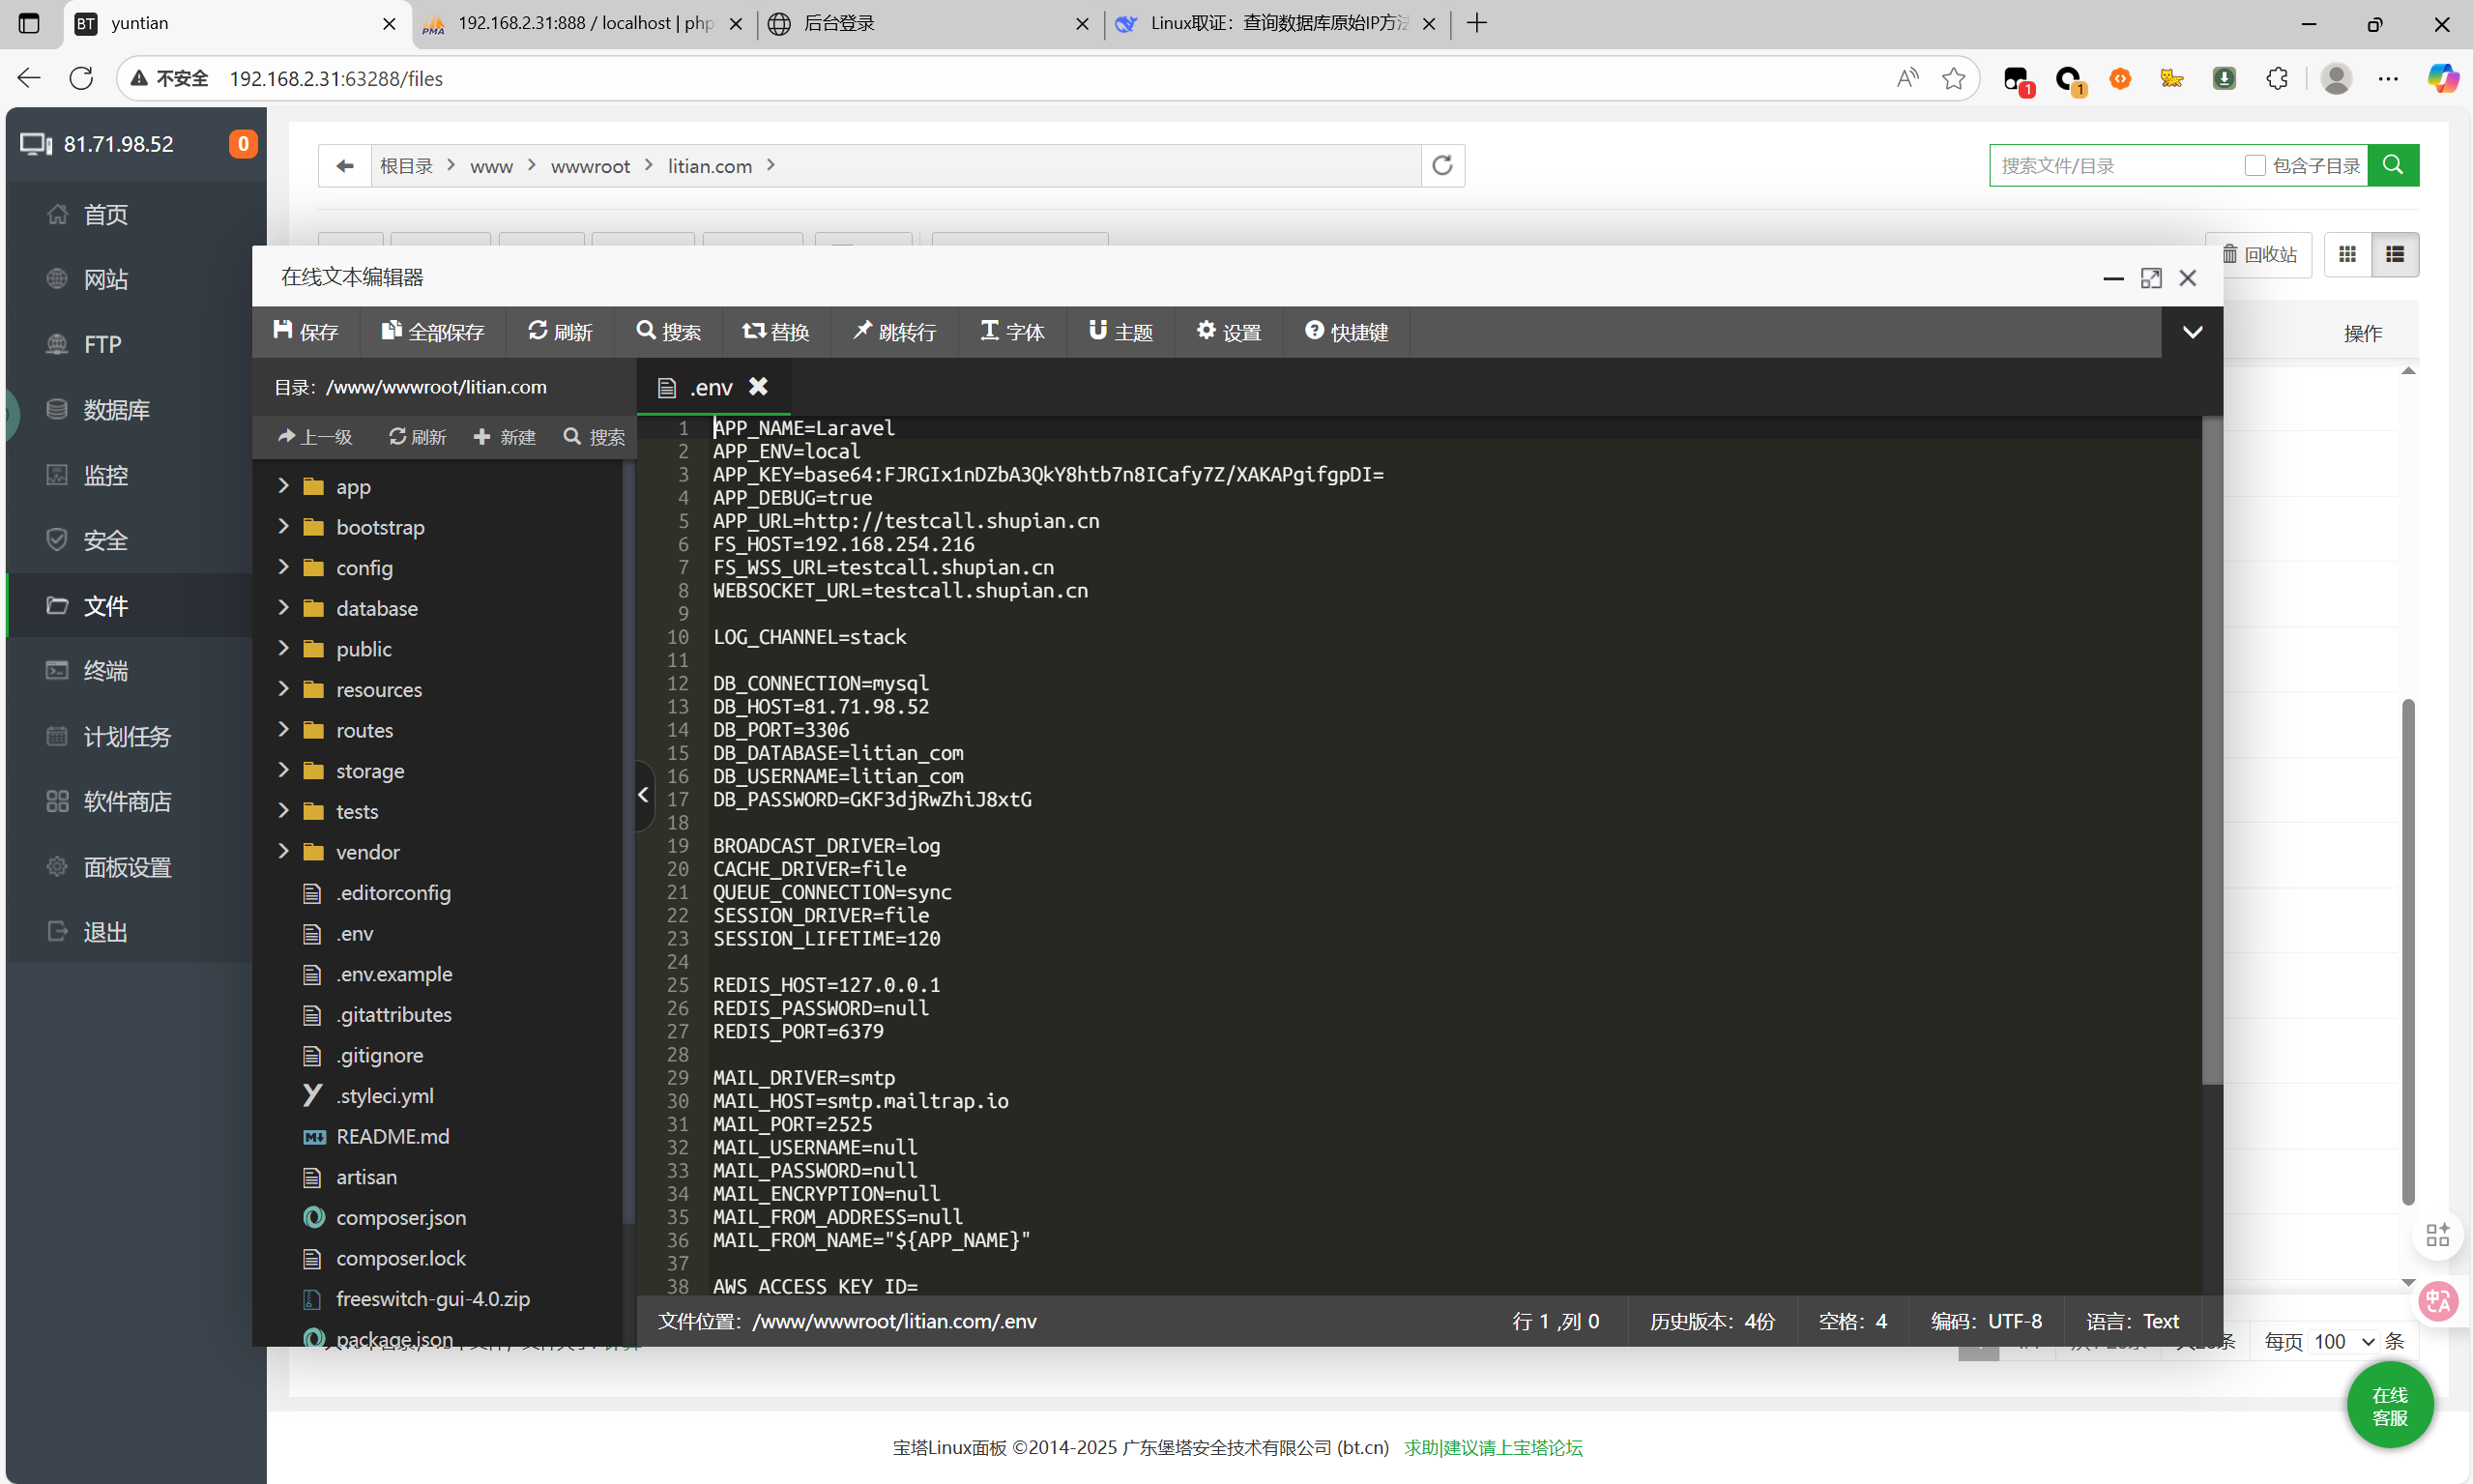 yuntian
192.168.2.31:888 / localhost | php
后台登录
Linux取证：查询数据库原始IP方法
不安全
192.168.2.31:63288/files
1
1
81.71.98.52
0
首页
网站
FTP
数据库
监控
安全
文件
终端
计划任务
软件商店
面板设置
退出
根目录 > www > wwwroot > litian.com >
搜索文件/目录
包含子目录
回收站
操作
在线文本编辑器
保存
全部保存
刷新
搜索
替换
跳转行
字体
主题
设置
快捷键
目录：/www/wwwroot/litian.com
.env
上一级
刷新
新建
搜索
app
bootstrap
config
database
public
resources
routes
storage
tests
vendor
.editorconfig
.env
.env.example
.gitattributes
.gitignore
.styleci.yml
README.md
artisan
composer.json
composer.lock
freeswitch-gui-4.0.zip
package.json
1 APP_NAME=Laravel
2 APP_ENV=local
3 APP_KEY=base64:FJRGIx1nDZbA3QkY8htb7n8ICafy7Z/XAKAPgifgpDI=
4 APP_DEBUG=true
5 APP_URL=http://testcall.shupian.cn
6 FS_HOST=192.168.254.216
7 FS_WSS_URL=testcall.shupian.cn
8 WEBSOCKET_URL=testcall.shupian.cn
9
10 LOG_CHANNEL=stack
11
12 DB_CONNECTION=mysql
13 DB_HOST=81.71.98.52
14 DB_PORT=3306
15 DB_DATABASE=litian_com
16 DB_USERNAME=litian_com
17 DB_PASSWORD=GKF3djRwZhiJ8xtG
18
19 BROADCAST_DRIVER=log
20 CACHE_DRIVER=file
21 QUEUE_CONNECTION=sync
22 SESSION_DRIVER=file
23 SESSION_LIFETIME=120
24
25 REDIS_HOST=127.0.0.1
26 REDIS_PASSWORD=null
27 REDIS_PORT=6379
28
29 MAIL_DRIVER=smtp
30 MAIL_HOST=smtp.mailtrap.io
31 MAIL_PORT=2525
32 MAIL_USERNAME=null
33 MAIL_PASSWORD=null
34 MAIL_ENCRYPTION=null
35 MAIL_FROM_ADDRESS=null
36 MAIL_FROM_NAME="${APP_NAME}"
37
38 AWS_ACCESS_KEY_ID=
文件位置：/www/wwwroot/litian.com/.env
行 1 ,列 0
历史版本：4份
空格：4
编码：UTF-8
语言：Text
每页 100 条
在线
客服
宝塔Linux面板 ©2014-2025 广东堡塔安全技术有限公司 (bt.cn) 求助|建议请上宝塔论坛